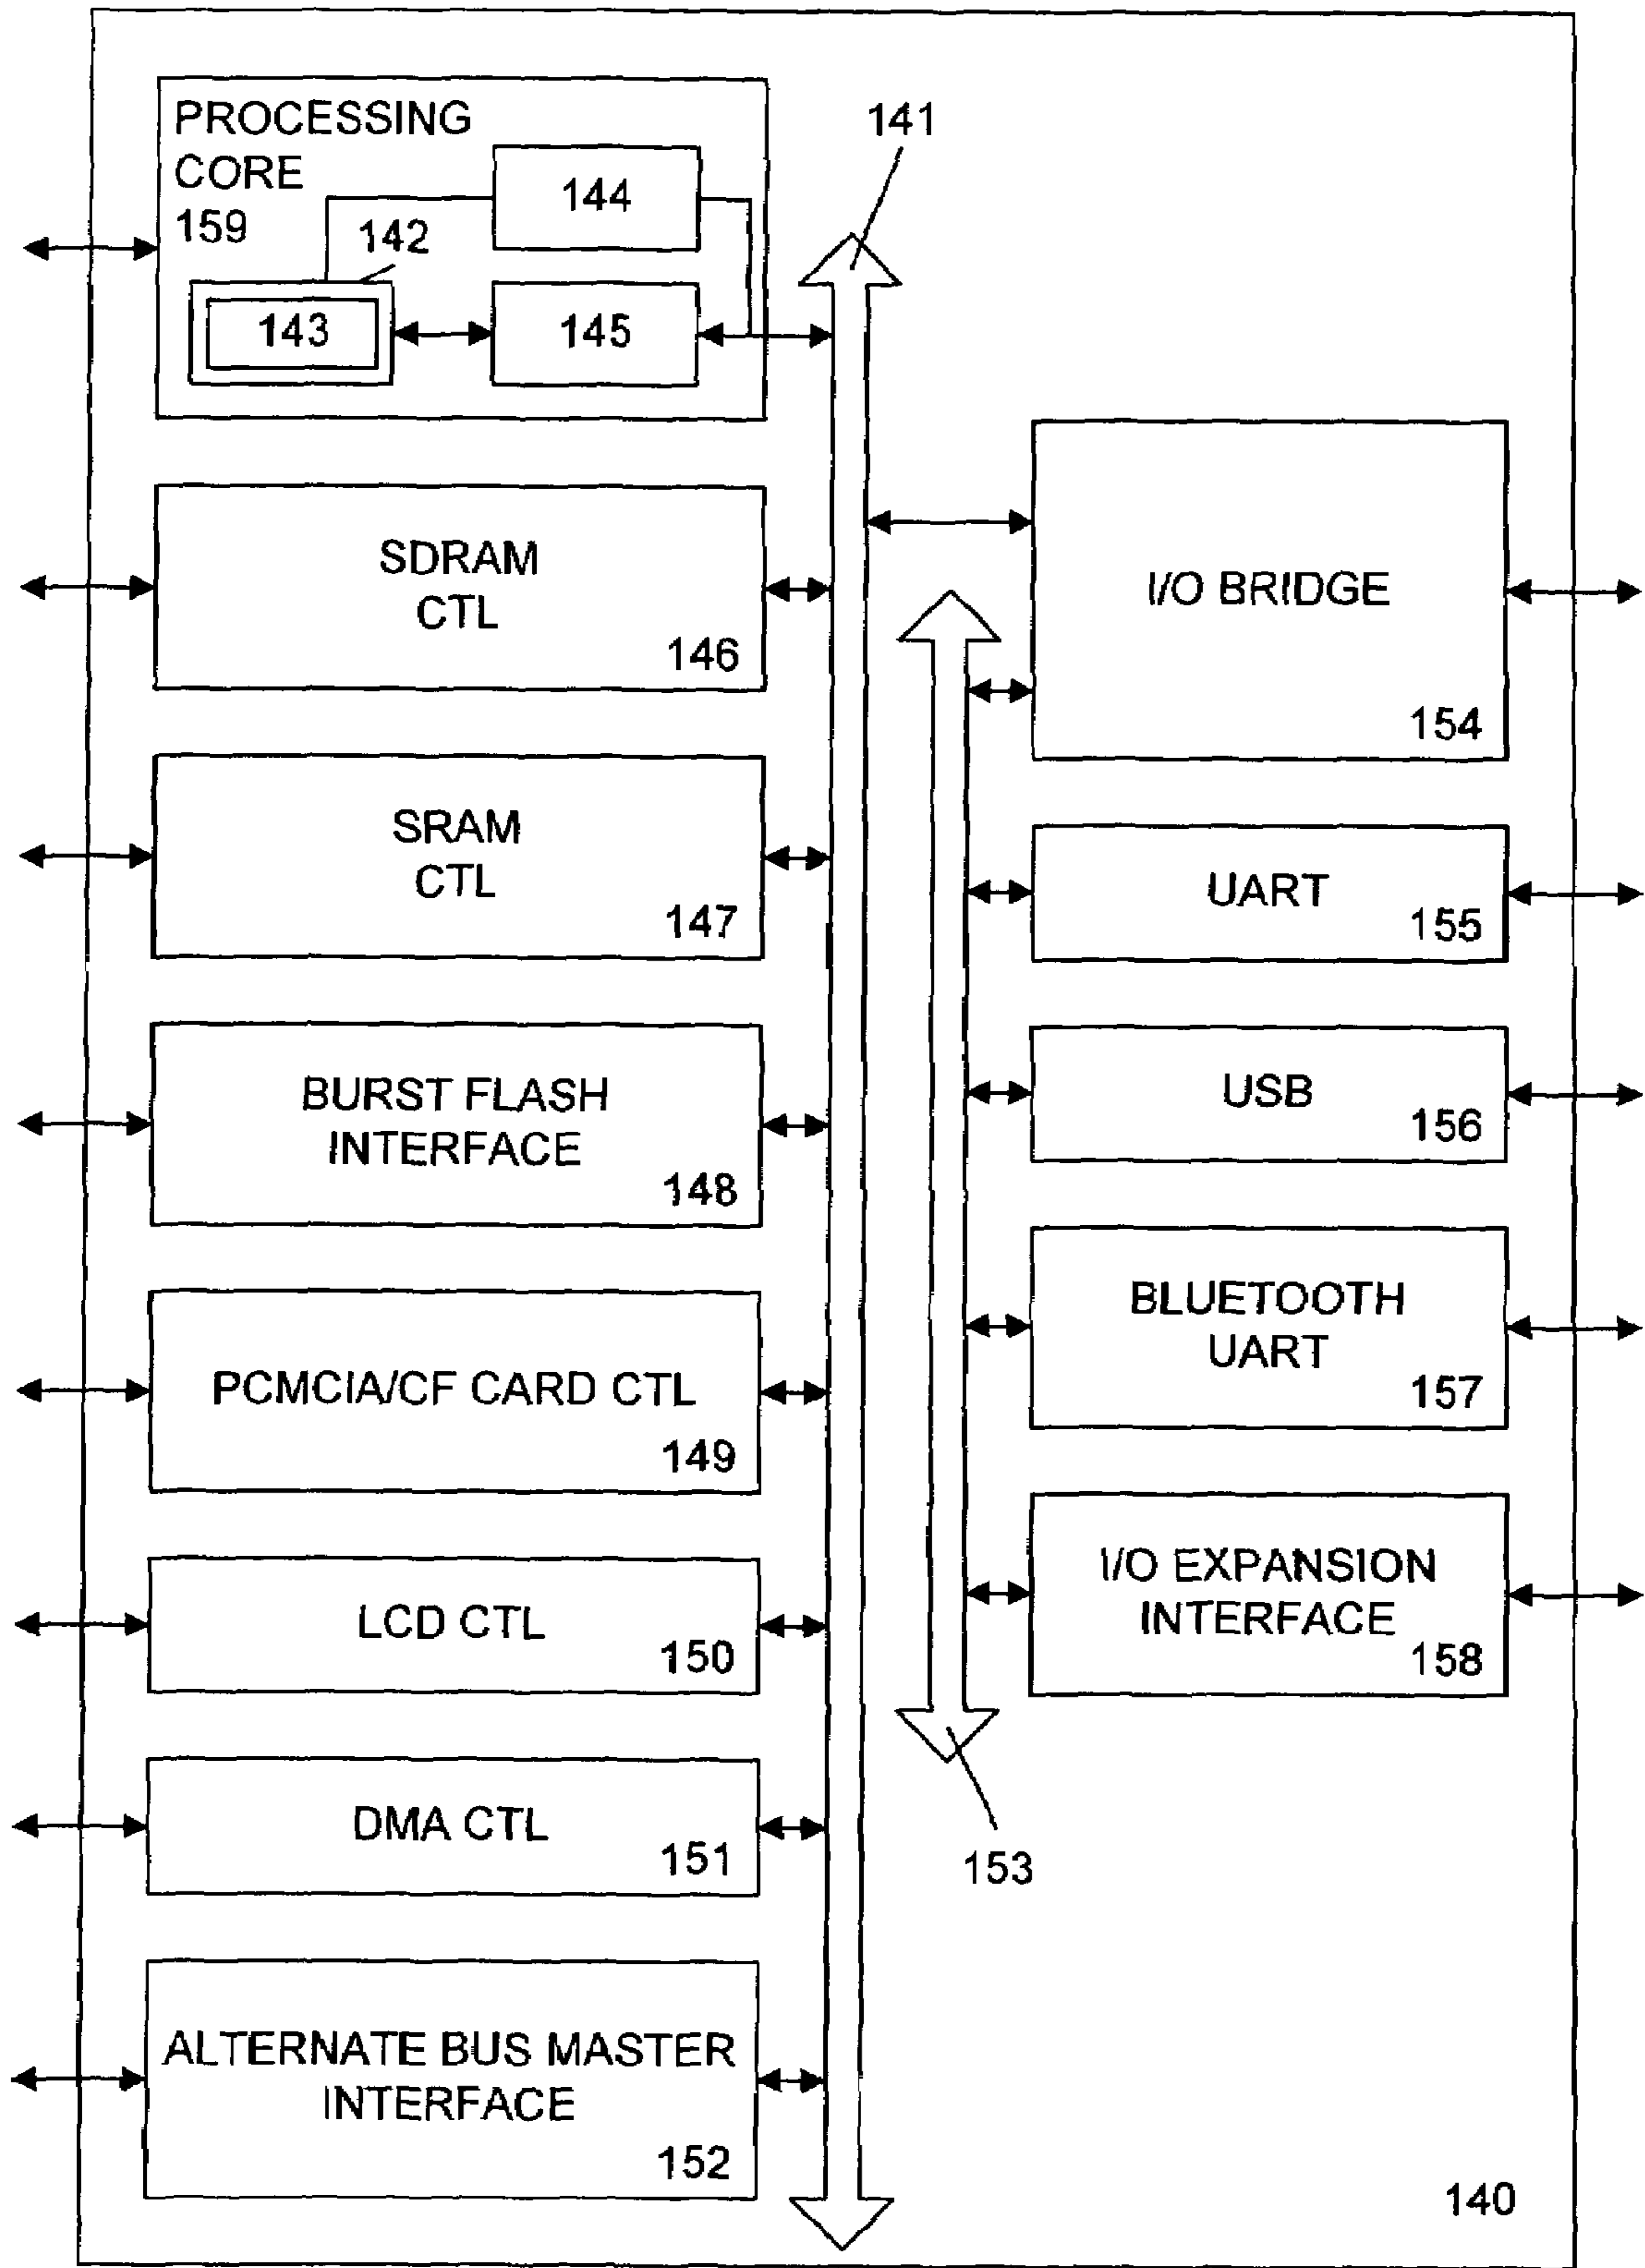 PROCESSING
CORE
159
142
144
143
145
141
SDRAM
CTL
146
SRAM
CTL
147
BURST FLASH
INTERFACE
148
PCMCIA/CF CARD CTL
149
LCD CTL
150
DMA CTL
151
ALTERNATE BUS MASTER
INTERFACE
152
I/O BRIDGE
154
UART
155
USB
156
BLUETOOTH
UART
157
I/O EXPANSION
INTERFACE
158
153
140